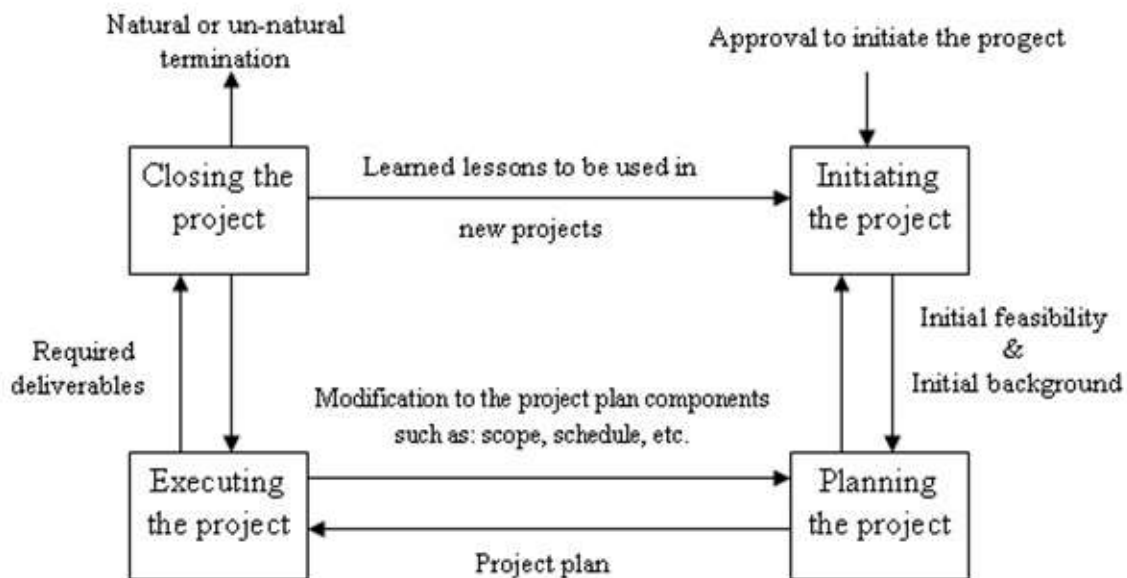 Natural or un-natural
termination
Approval to initiate the progect
Closing the
project
Learned lessons to be used in
new projects
Initiating
the project
Required
deliverables
Initial feasibility
&
Initial background
Modification to the project plan components
such as: scope, schedule, etc.
Executing
the project
Planning
the project
Project plan